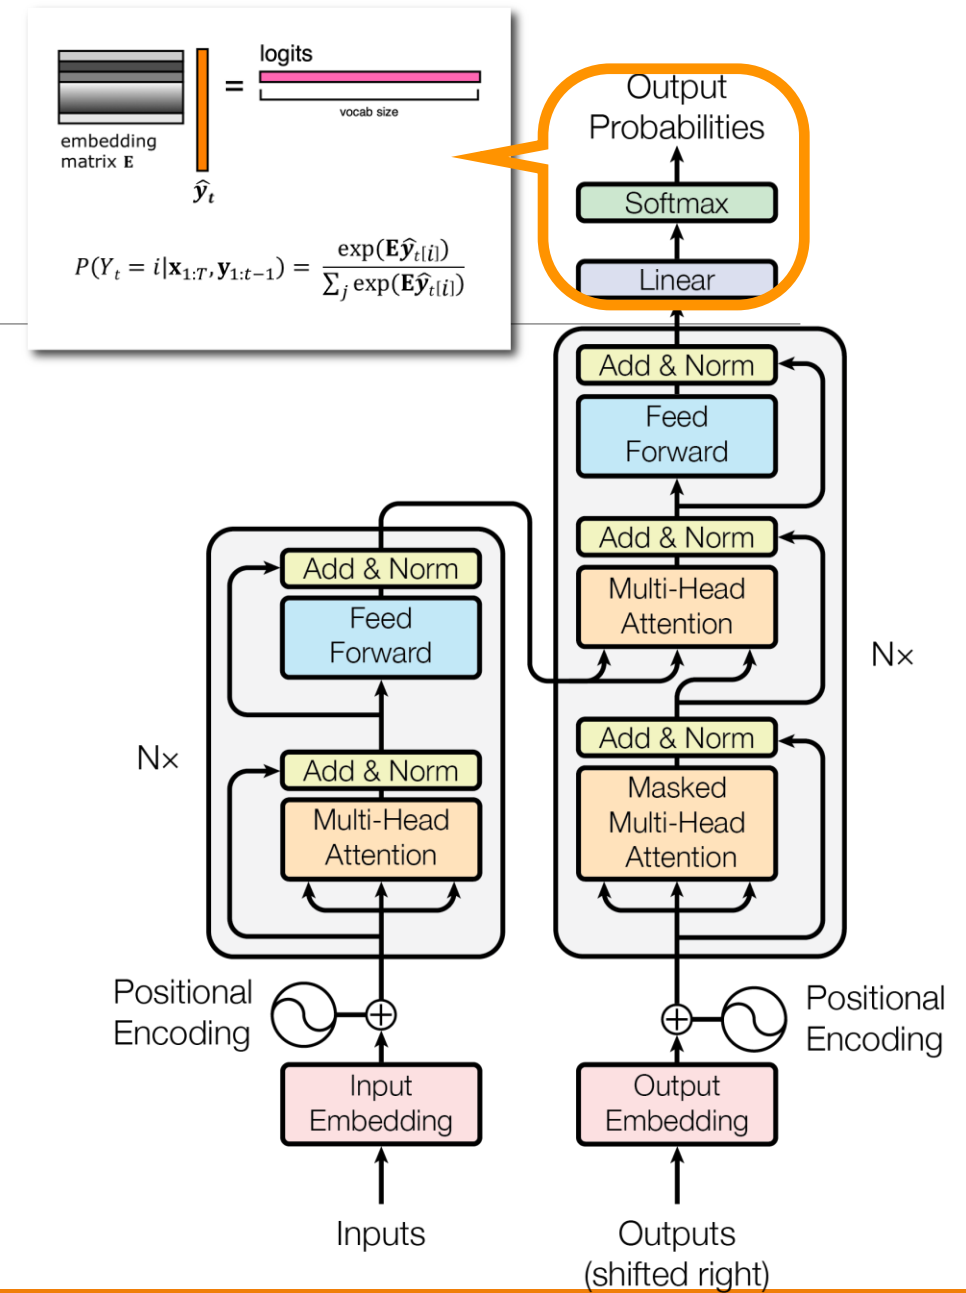 logits
=
vocab size
embedding
matrix E
ŷₜ
P(Yₜ = i|x₁:T, y₁:t−1) = exp(Eŷₜ[i]) / ∑ⱼ exp(Eŷₜ[i])
Output
Probabilities
Softmax
Linear
Add & Norm
Feed
Forward
Add & Norm
Multi-Head
Attention
Nx
Add & Norm
Masked
Multi-Head
Attention
Add & Norm
Feed
Forward
Nx
Add & Norm
Multi-Head
Attention
Positional
Encoding
Positional
Encoding
Input
Embedding
Output
Embedding
Inputs
Outputs
(shifted right)